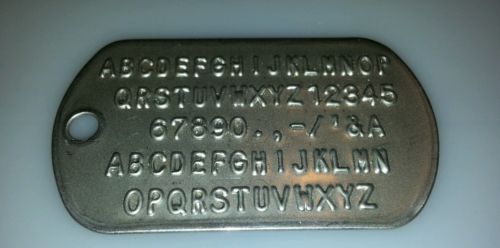 ABCDEFGHIJKLMNOP
QRSTUVWXYZ12345
67890.,-/'&A
ABCDEFGHIJKLMN
OPQRSTUVWXYZ